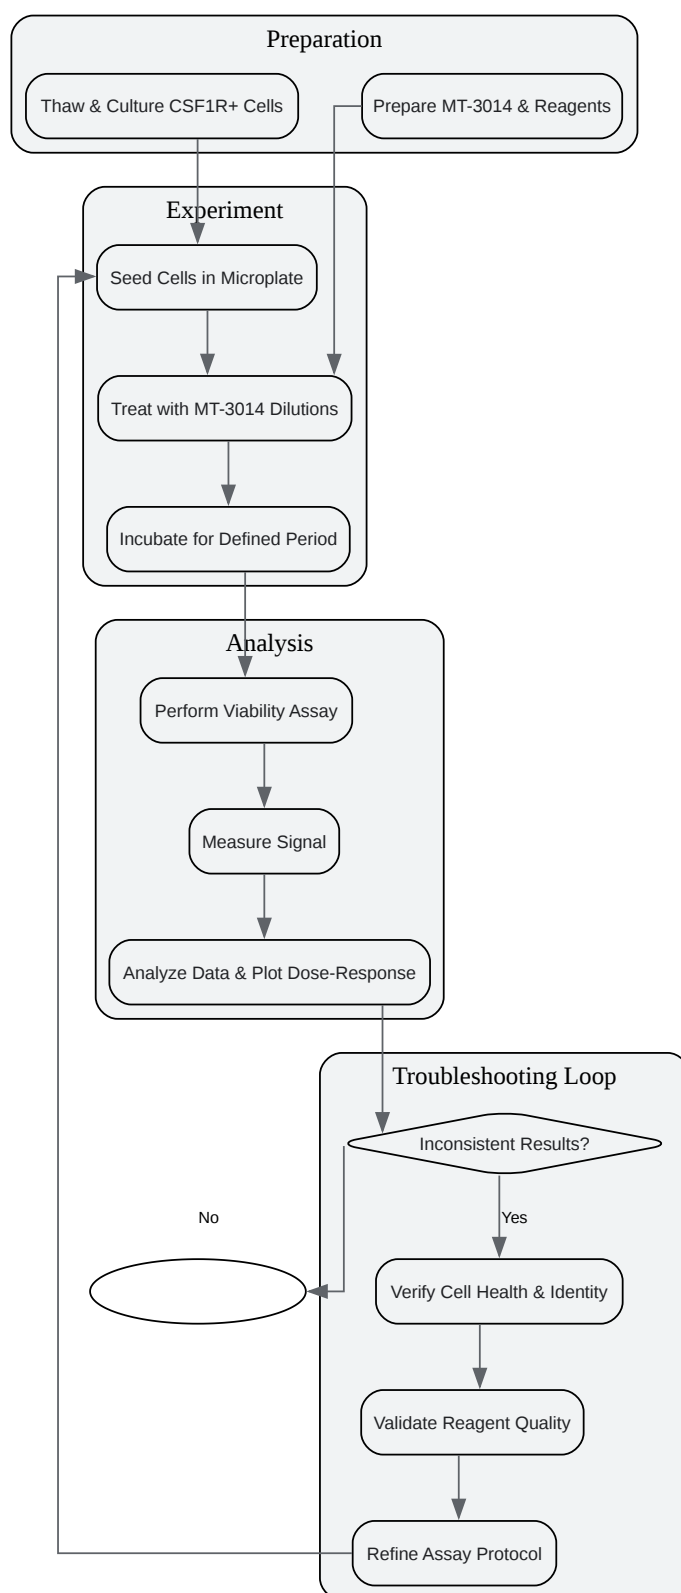 Preparation
Thaw & Culture CSF1R+ Cells
Prepare MT-3014 & Reagents
Experiment
Seed Cells in Microplate
Treat with MT-3014 Dilutions
Incubate for Defined Period
Analysis
Perform Viability Assay
Measure Signal
Analyze Data & Plot Dose-Response
Troubleshooting Loop
Inconsistent Results?
No
Yes
Verify Cell Health & Identity
Validate Reagent Quality
Refine Assay Protocol